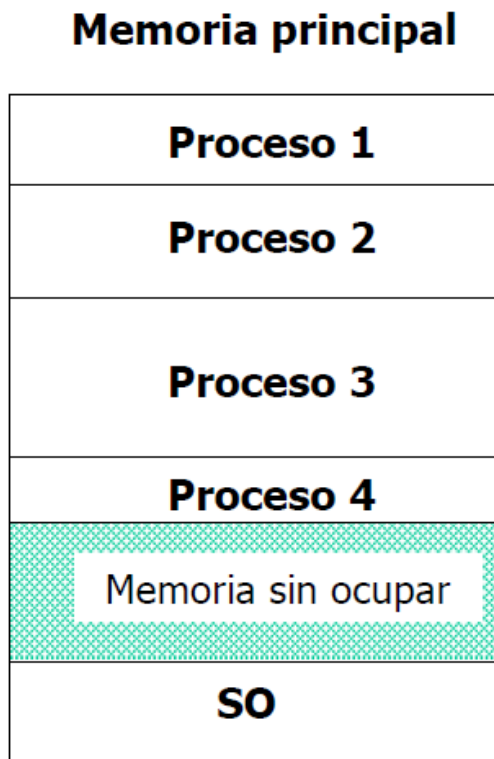 Memoria principal
Proceso 1
Proceso 2
Proceso 3
Proceso 4
Memoria sin ocupar
SO